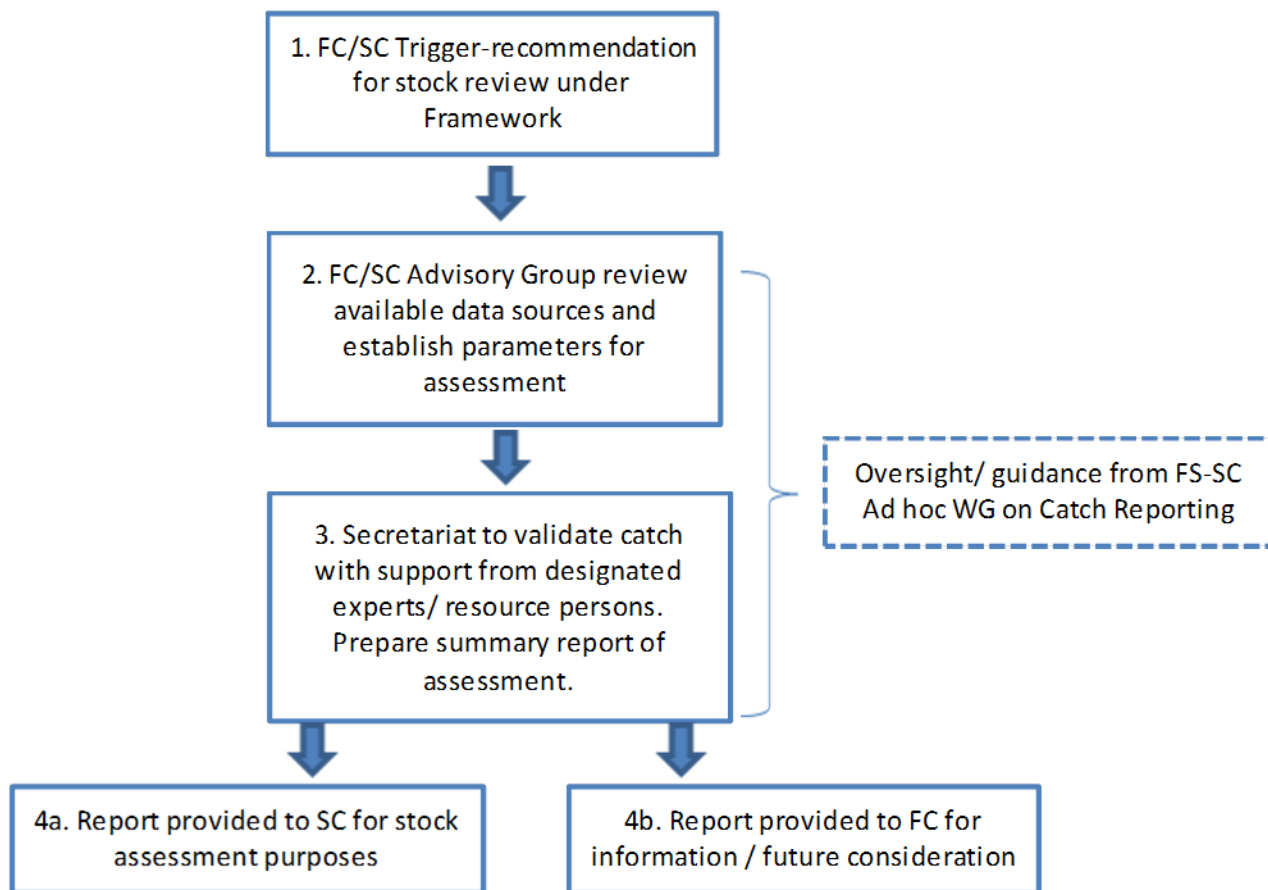 1. FC/SC Trigger-recommendation
for stock review under
Framework
2. FC/SC Advisory Group review
available data sources and
establish parameters for
assessment
Oversight/ guidance from FS-SC
Ad hoc WG on Catch Reporting
3. Secretariat to validate catch
with support from designated
experts/ resource persons.
Prepare summary report of
assessment.
4a. Report provided to SC for stock
assessment purposes
4b. Report provided to FC for
information / future consideration